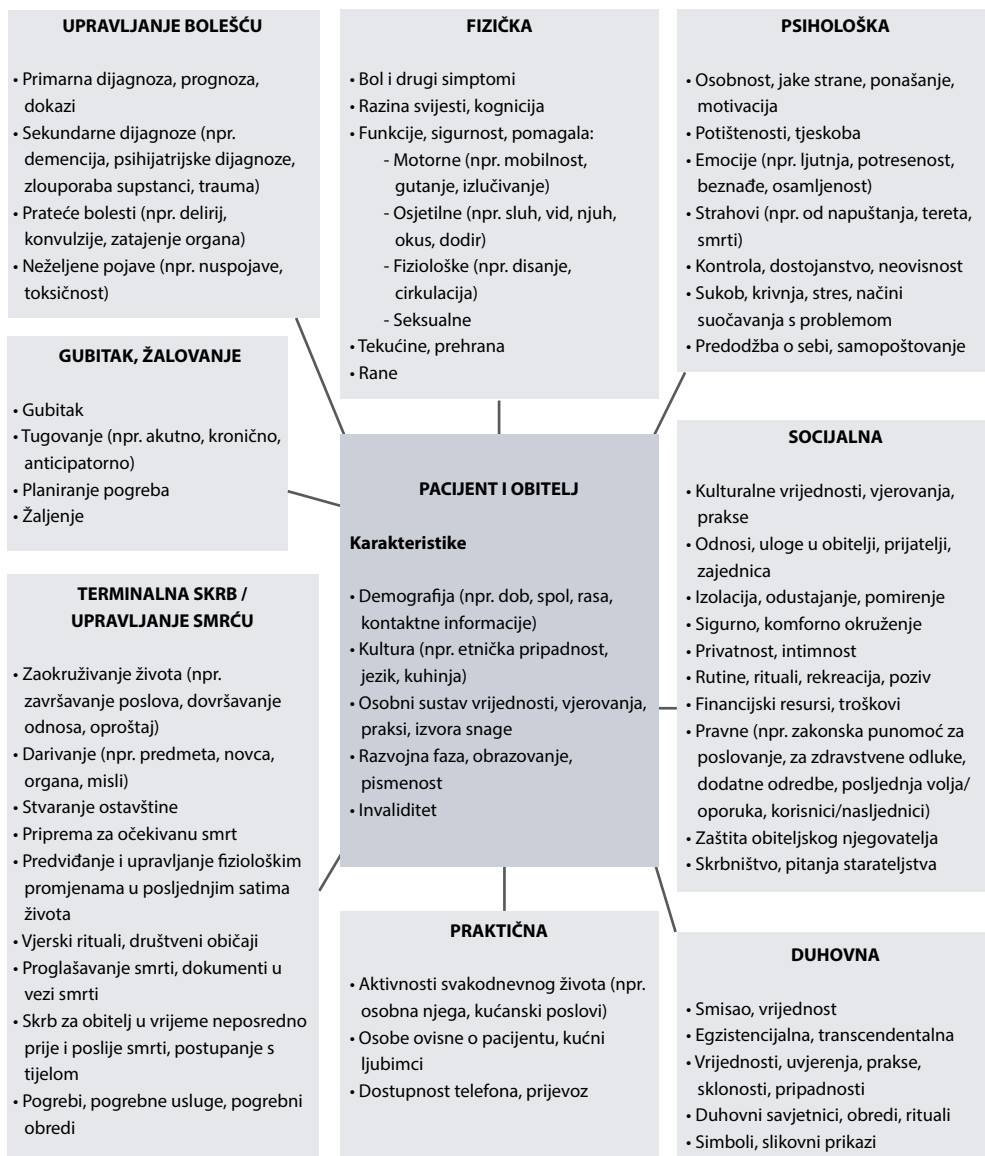 UPRAVLJANJE BOLEŠĆU
• Primarna dijagnoza, prognoza,
dokazi
• Sekundarne dijagnoze (npr.
demencija, psihijatrijske dijagnoze,
zlouporaba supstanci, trauma)
• Prateće bolesti (npr. delirij,
konvulzije, zatajenje organa)
• Neželjene pojave (npr. nuspojave,
toksičnost)
FIZIČKA
• Bol i drugi simptomi
• Razina svijesti, kognicija
• Funkcije, sigurnost, pomagala:
- Motorne (npr. mobilnost,
gutanje, izlučivanje)
- Osjetilne (npr. sluh, vid, njuh,
okus, dodir)
- Fiziološke (npr. disanje,
cirkulacija)
- Seksualne
• Tekućine, prehrana
• Rane
PSIHOLOŠKA
• Osobnost, jake strane, ponašanje,
motivacija
• Potištenosti, tjeskoba
• Emocije (npr. ljutnja, potresenost,
beznađe, osamljenost)
• Strahovi (npr. od napuštanja, tereta,
smrti)
• Kontrola, dostojanstvo, neovisnost
• Sukob, krivnja, stres, načini
suočavanja s problemom
• Predodžba o sebi, samopoštovanje
GUBITAK, ŽALOVANJE
• Gubitak
• Tugovanje (npr. akutno, kronično,
anticipatorno)
• Planiranje pogreba
• Žaljenje
PACIJENT I OBITELJ
Karakteristike
• Demografija (npr. dob, spol, rasa,
kontaktne informacije)
• Kultura (npr. etnička pripadnost,
jezik, kuhinja)
• Osobni sustav vrijednosti, vjerovanja,
praksi, izvora snage
• Razvojna faza, obrazovanje,
pismenost
• Invaliditet
SOCIJALNA
• Kulturalne vrijednosti, vjerovanja,
prakse
• Odnosi, uloge u obitelji, prijatelji,
zajednica
• Izolacija, odustajanje, pomirenje
• Sigurno, komforno okruženje
• Privatnost, intimnost
• Rutine, rituali, rekreacija, poziv
• Financijski resursi, troškovi
• Pravne (npr. zakonska punomoć za
poslovanje, za zdravstvene odluke,
dodatne odredbe, posljednja volja/
oporuka, korisnici/nasljednici)
• Zaštita obiteljskog njegovatelja
• Skrbništvo, pitanja starateljstva
TERMINALNA SKRB /
UPRAVLJANJE SMRĆU
• Zaokruživanje života (npr.
završavanje poslova, dovršavanje
odnosa, oproštaj)
• Darivanje (npr. predmeta, novca,
organa, misli)
• Stvaranje ostavštine
• Priprema za očekivanu smrt
• Predviđanje i upravljanje fiziološkim
promjenama u posljednjim satima
života
• Vjerski rituali, društveni običaji
• Proglašavanje smrti, dokumenti u
vezi smrti
• Skrb za obitelj u vrijeme neposredno
prije i poslije smrti, postupanje s
tijelom
• Pogrebi, pogrebne usluge, pogrebni
obredi
PRAKTIČNA
• Aktivnosti svakodnevnog života (npr.
osobna njega, kućanski poslovi)
• Osobe ovisne o pacijentu, kućni
ljubimci
• Dostupnost telefona, prijevoz
DUHOVNA
• Smisao, vrijednost
• Egzistencijalna, transcendentalna
• Vrijednosti, uvjerenja, prakse,
sklonosti, pripadnosti
• Duhovni savjetnici, obredi, rituali
• Simboli, slikovni prikazi